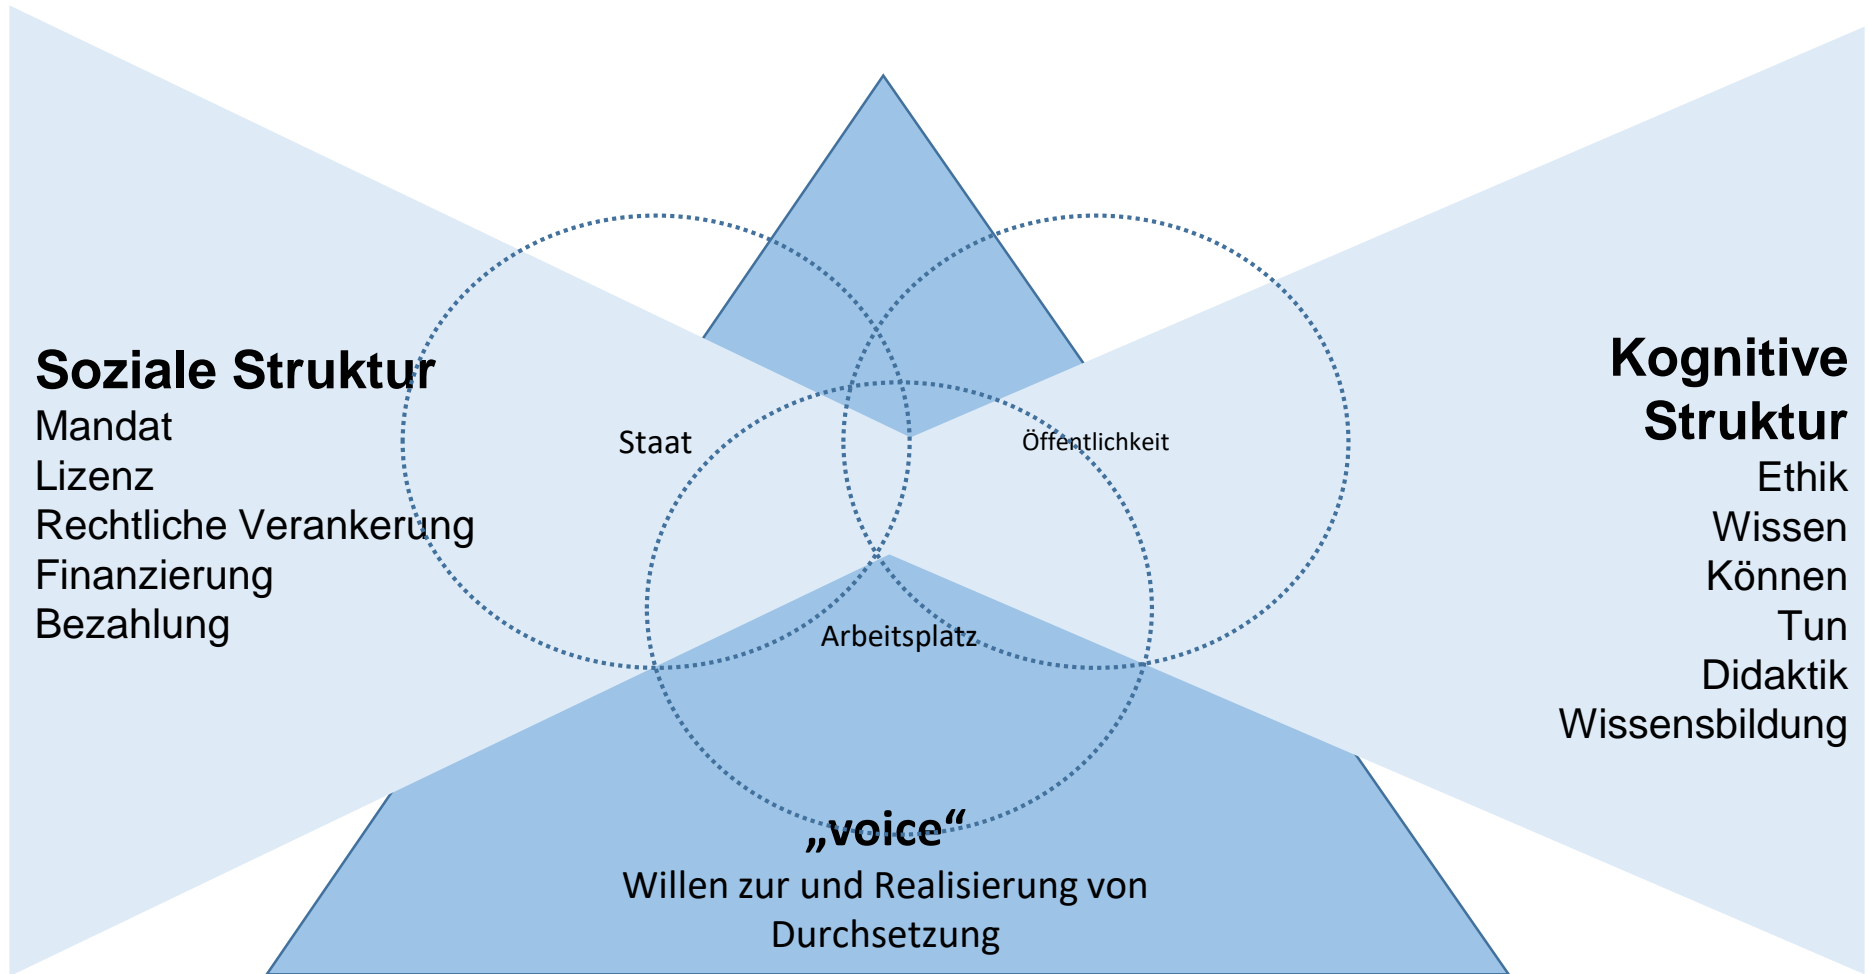 Soziale Struktur
Mandat
Lizenz
Rechtliche Verankerung
Finanzierung
Bezahlung
Staat
Öffentlichkeit
Arbeitsplatz
Kognitive
Struktur
Ethik
Wissen
Können
Tun
Didaktik
Wissensbildung
„voice“
Willen zur und Realisierung von
Durchsetzung